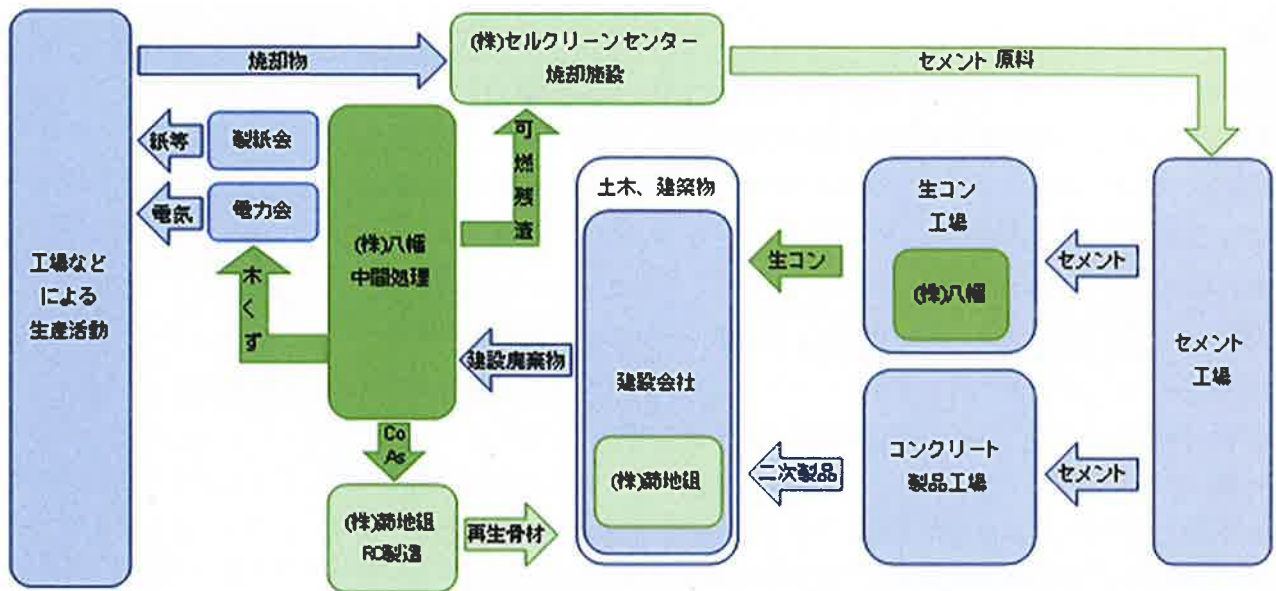 (株)セルクリーンセンター
焼却施設
焼却物
セメント 原料
紙等
製紙会
電気
電力会
木くず
可燃残渣
(株)八幡
中間処理
工場など
による
生産活動
土木、建築物
建設会社
(株)菊地組
建設廃棄物
生コン
二次製品
生コン
工場
(株)八幡
コンクリート
製品工場
セメント
セメント
セメント
工場
Co
As
(株)菊地組
RC製造
再生骨材